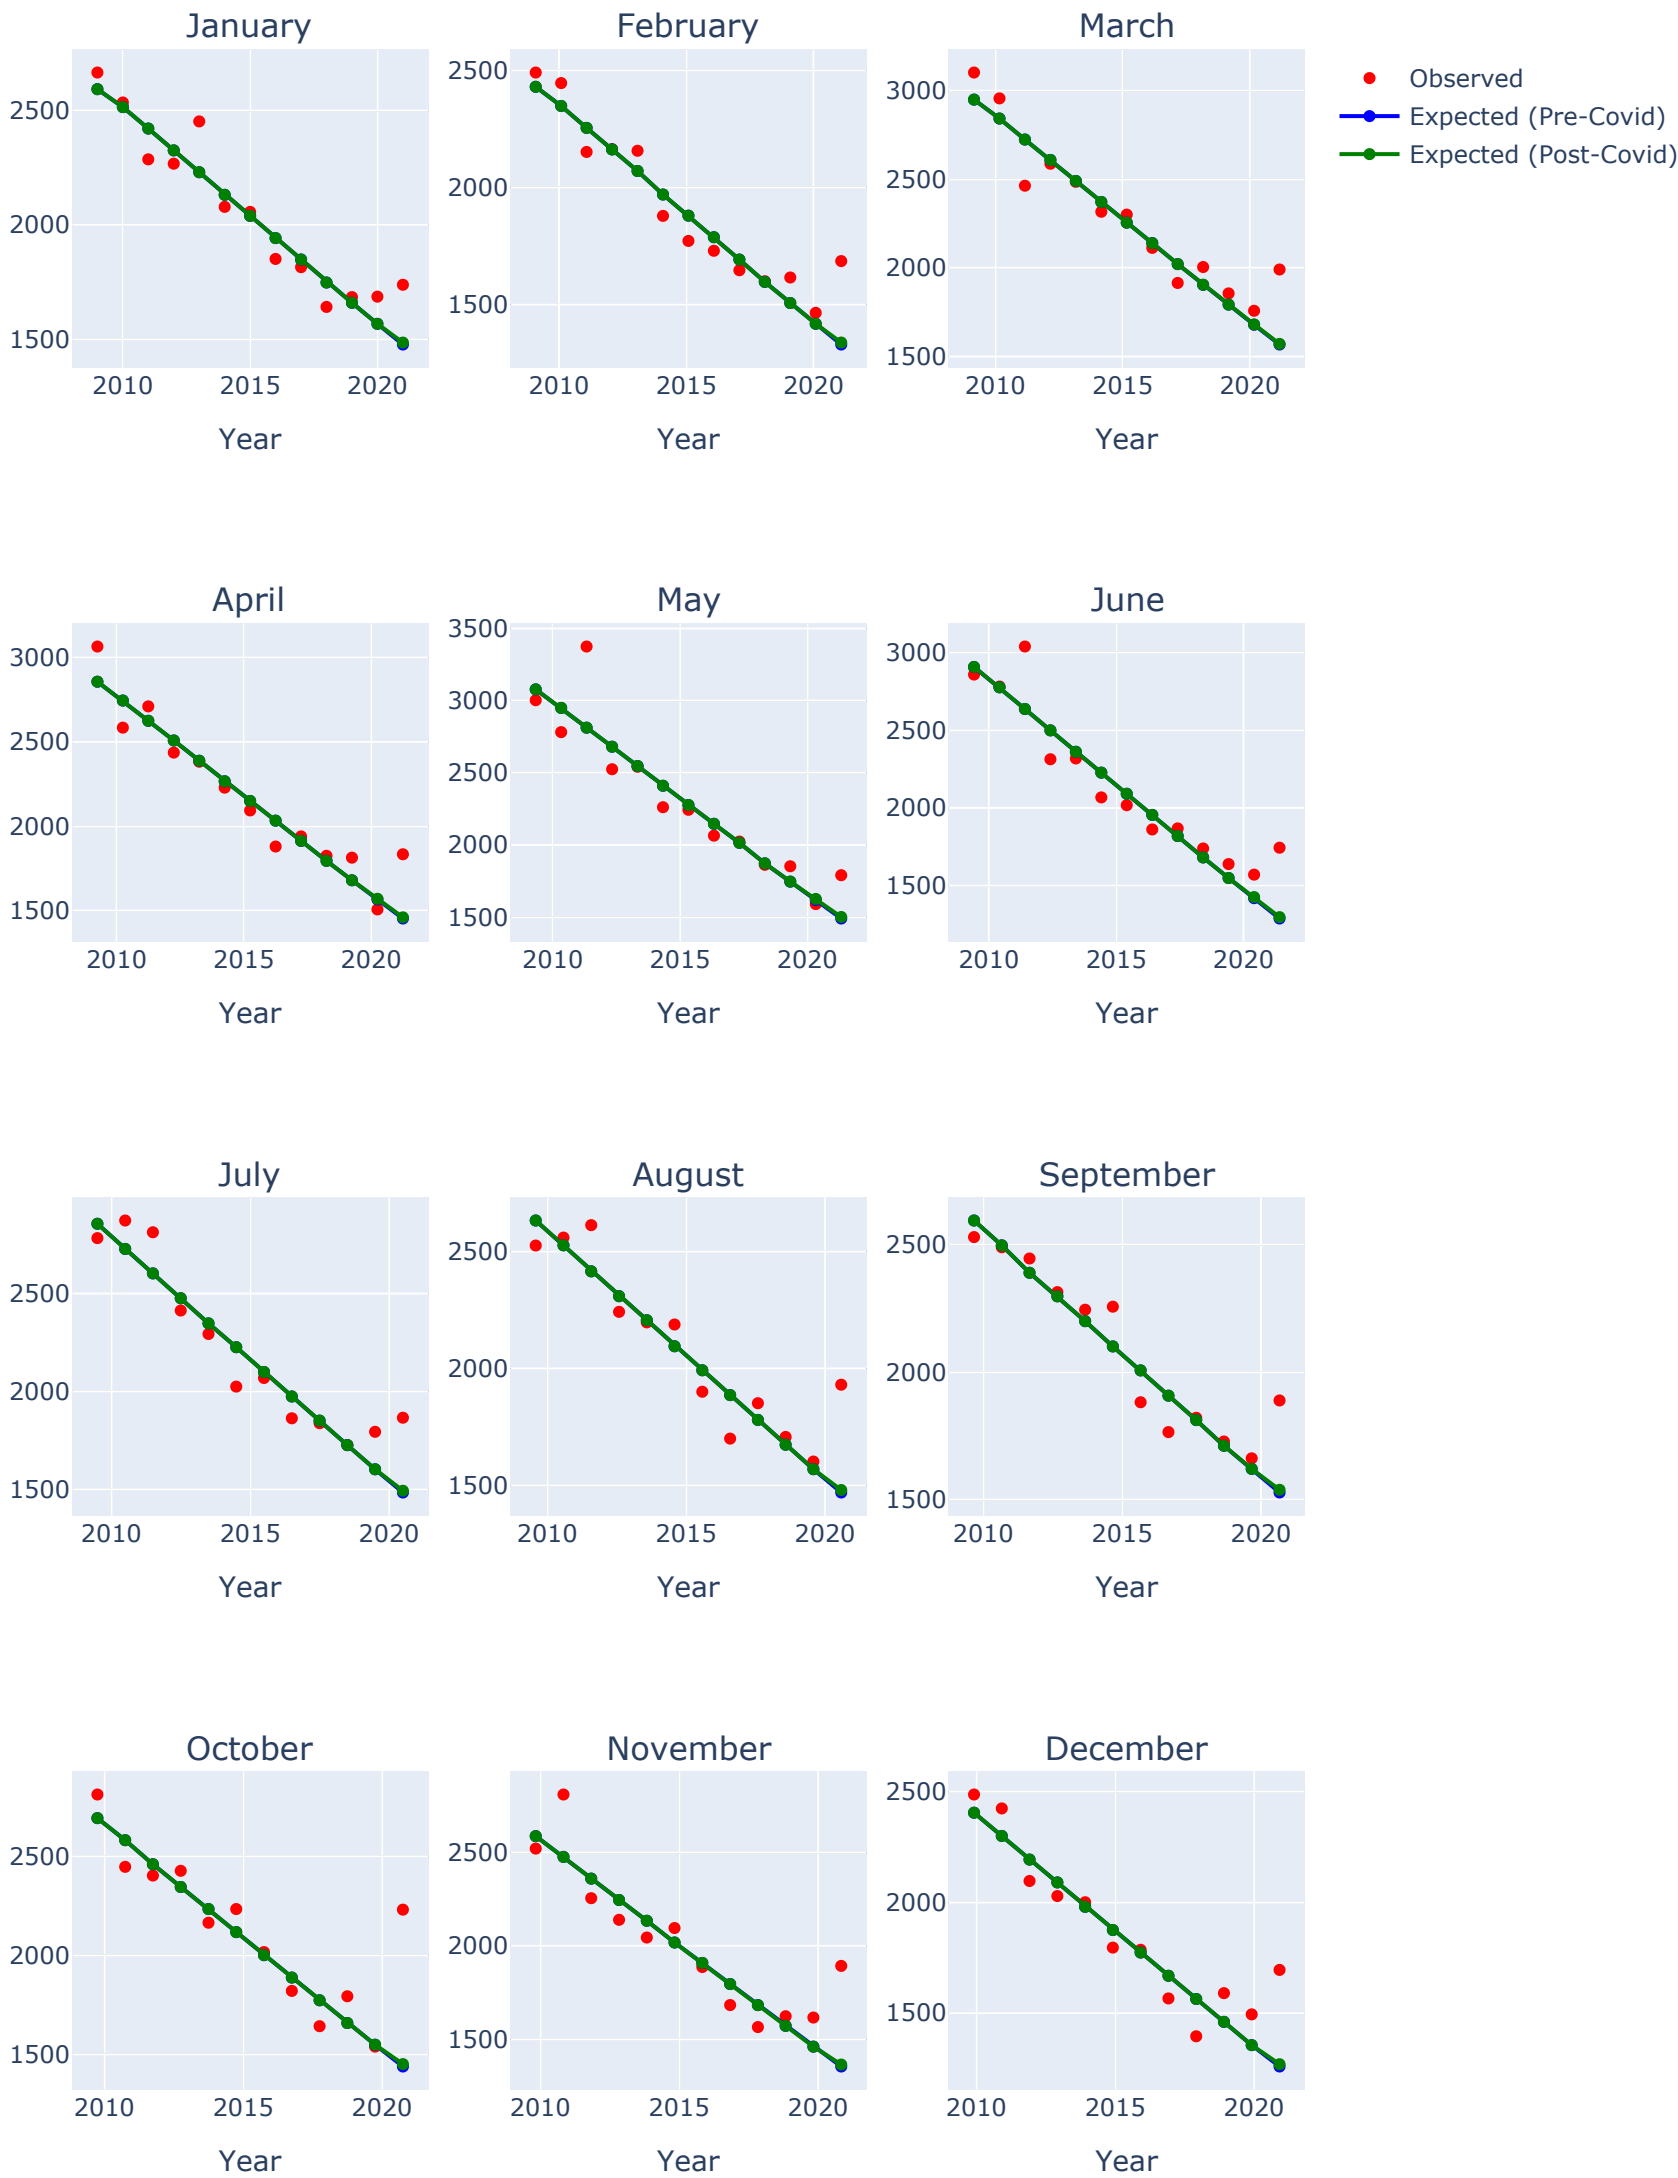 January
February
March
2500
2000
1500
2010
2015
2020
Year
2500
2000
1500
2010
2015
2020
Year
3000
2500
2000
1500
2010
2015
2020
Year
Observed
Expected (Pre-Covid)
Expected (Post-Covid)
April
May
June
3000
2500
2000
1500
2010
2015
2020
Year
3500
3000
2500
2000
1500
2010
2015
2020
Year
3000
2500
2000
1500
2010
2015
2020
Year
July
August
September
2500
2000
1500
2010
2015
2020
Year
2500
2000
1500
2010
2015
2020
Year
2500
2000
1500
2010
2015
2020
Year
October
November
December
2500
2000
1500
2010
2015
2020
Year
2500
2000
1500
2010
2015
2020
Year
2500
2000
1500
2010
2015
2020
Year